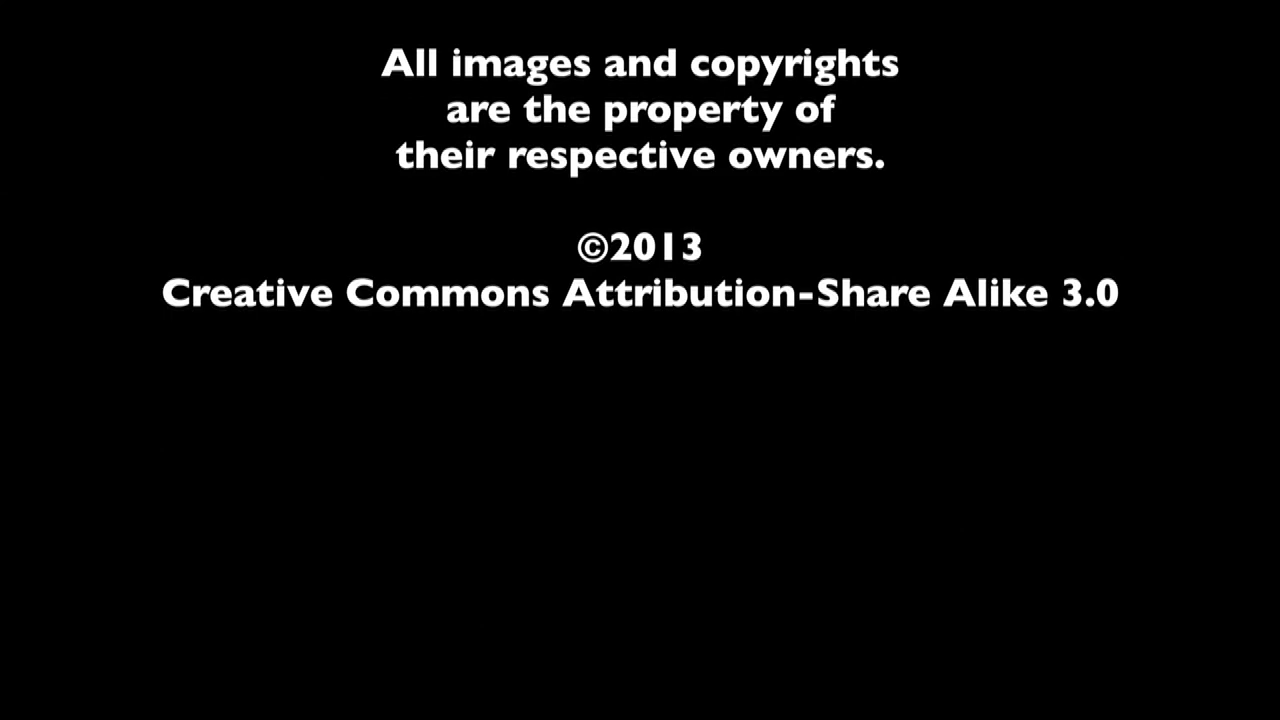 All images and copyrights
are the property of
their respective owners.
©2013
Creative Commons Attribution-Share Alike 3.0